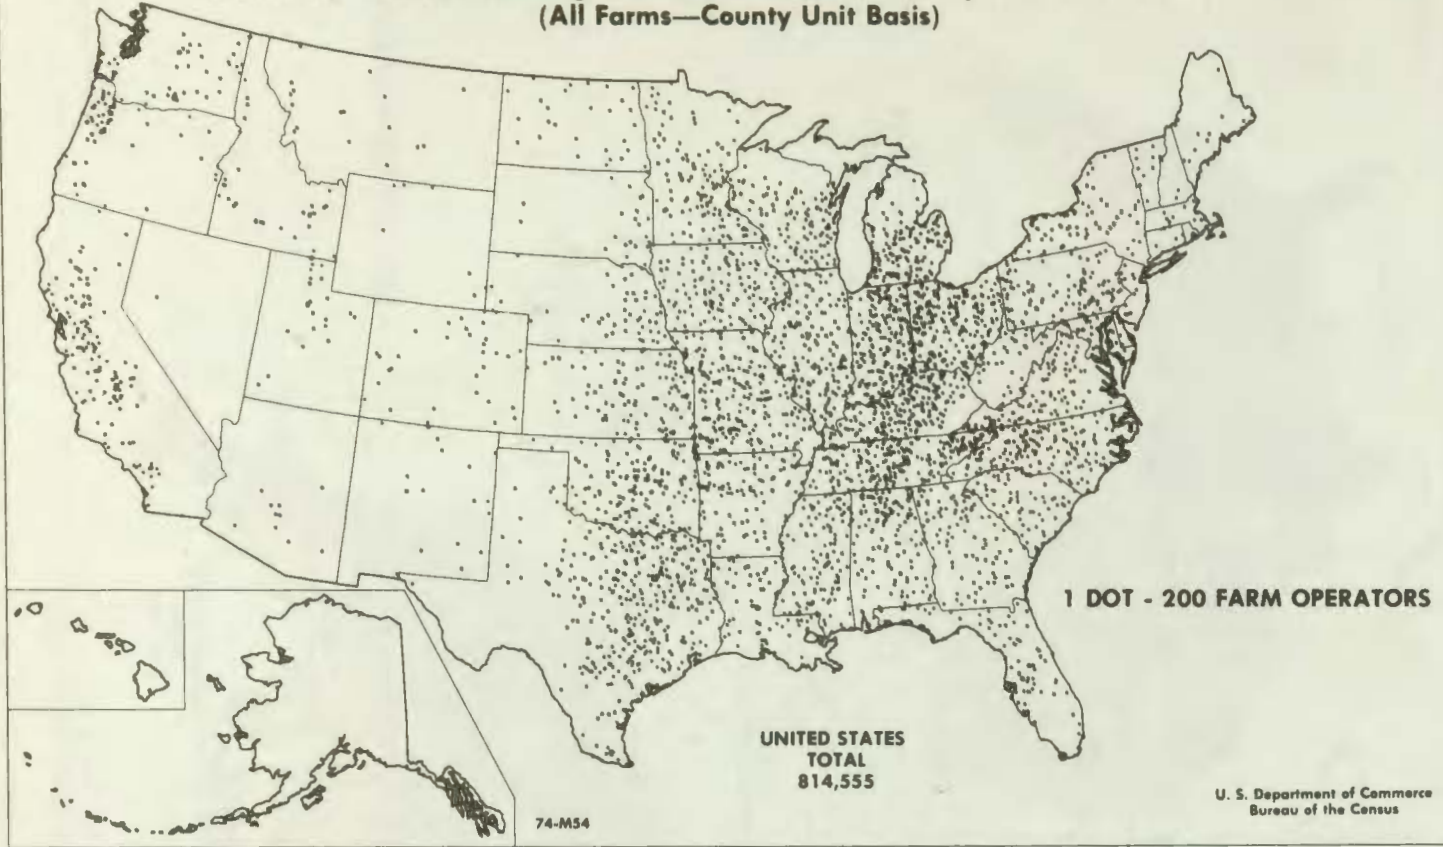 (All Farms—County Unit Basis)
1 DOT - 200 FARM OPERATORS
UNITED STATES
TOTAL
814,555
U. S. Department of Commerce
Bureau of the Census
74-M54